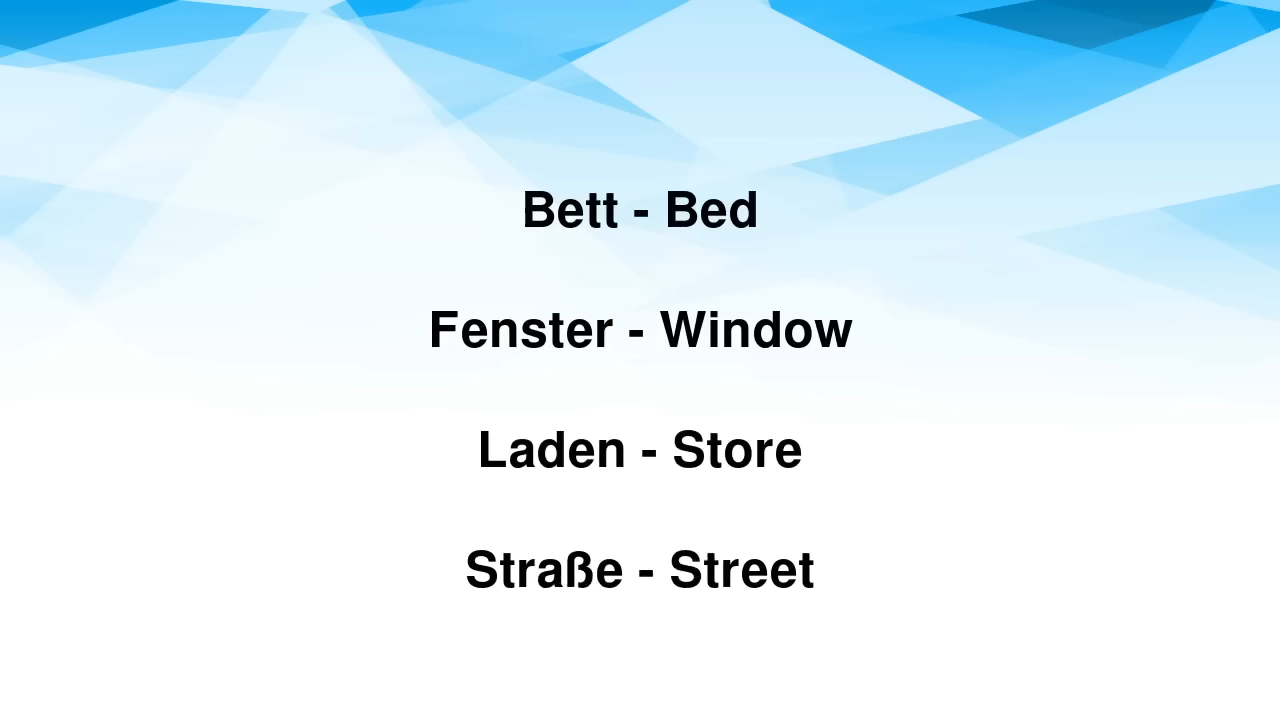 Bett - Bed
Fenster - Window
Laden - Store
Straße - Street